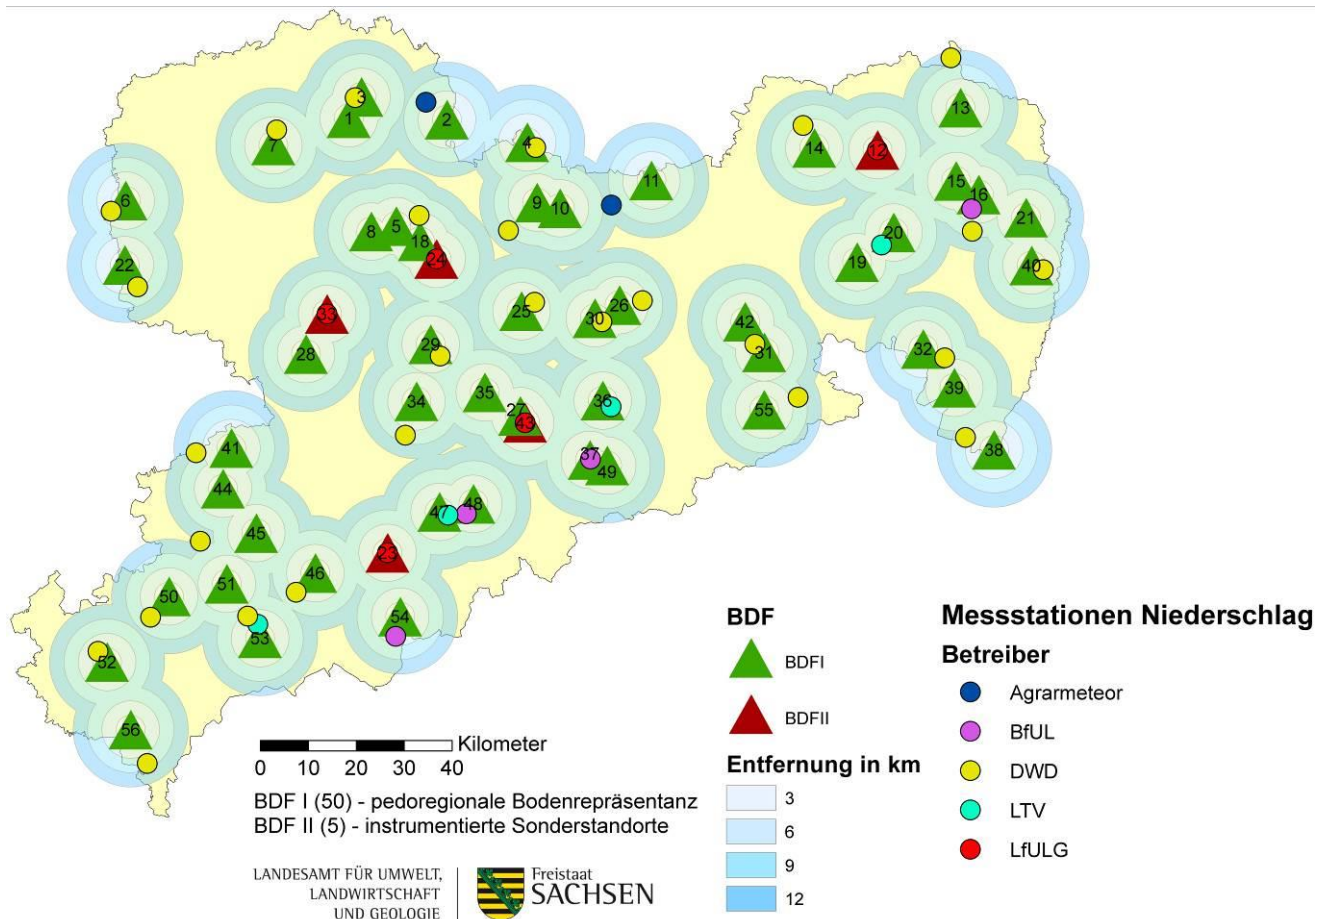 3
1
2
7
4
13
14
12
11
15
16
6
9
10
21
8
5
18
20
24
19
22
40
33
25
30
26
42
28
29
32
31
39
35
34
36
27
43
55
41
37
49
38
44
47
48
45
23
46
51
50
54
53
52
56
Kilometer
0 10 20 30 40
BDF I (50) - pedoregionale Bodenrepräsentanz
BDF II (5) - instrumentierte Sonderstandorte
LANDESAMT FÜR UMWELT,
LANDWIRTSCHAFT
UND GEOLOGIE
Freistaat
SACHSEN
BDF
BDFI
BDFII
Entfernung in km
3
6
9
12
Messstationen Niederschlag
Betreiber
Agrarmeteor
BfUL
DWD
LTV
LfULG